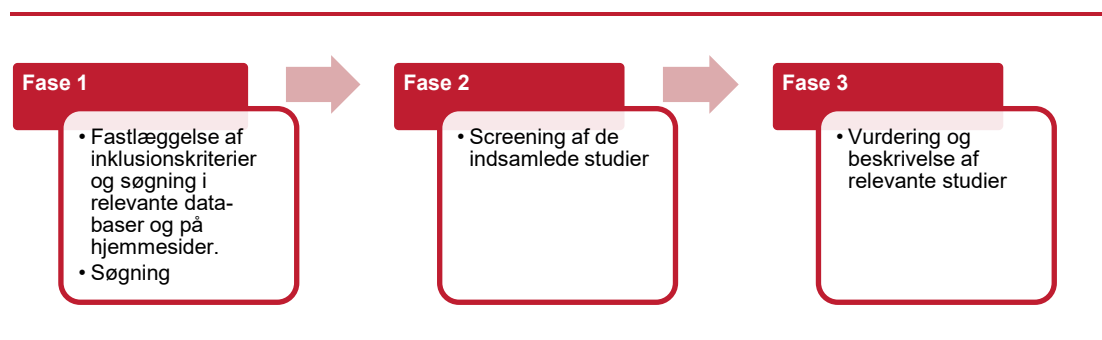 Fase 1
• Fastlæggelse af
inklusionskriterier
og søgning i
relevante data-
baser og på
hjemmesider.
• Søgning
Fase 2
• Screening af de
indsamlede studier
Fase 3
• Vurdering og
beskrivelse af
relevante studier